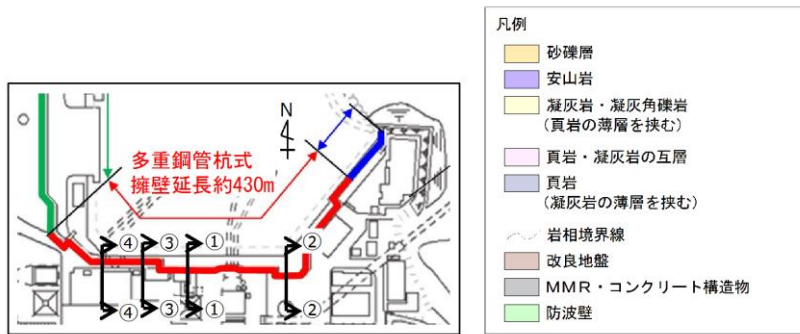 N
多重鋼管杭式
擁壁延長約430m
④ ③ ① ②
④ ③ ① ②
凡例
砂礫層
安山岩
凝灰岩・凝灰角礫岩
(頁岩の薄層を挟む)
頁岩・凝灰岩の互層
頁岩
(凝灰岩の薄層を挟む)
岩相境界線
改良地盤
MMR・コンクリート構造物
防波壁